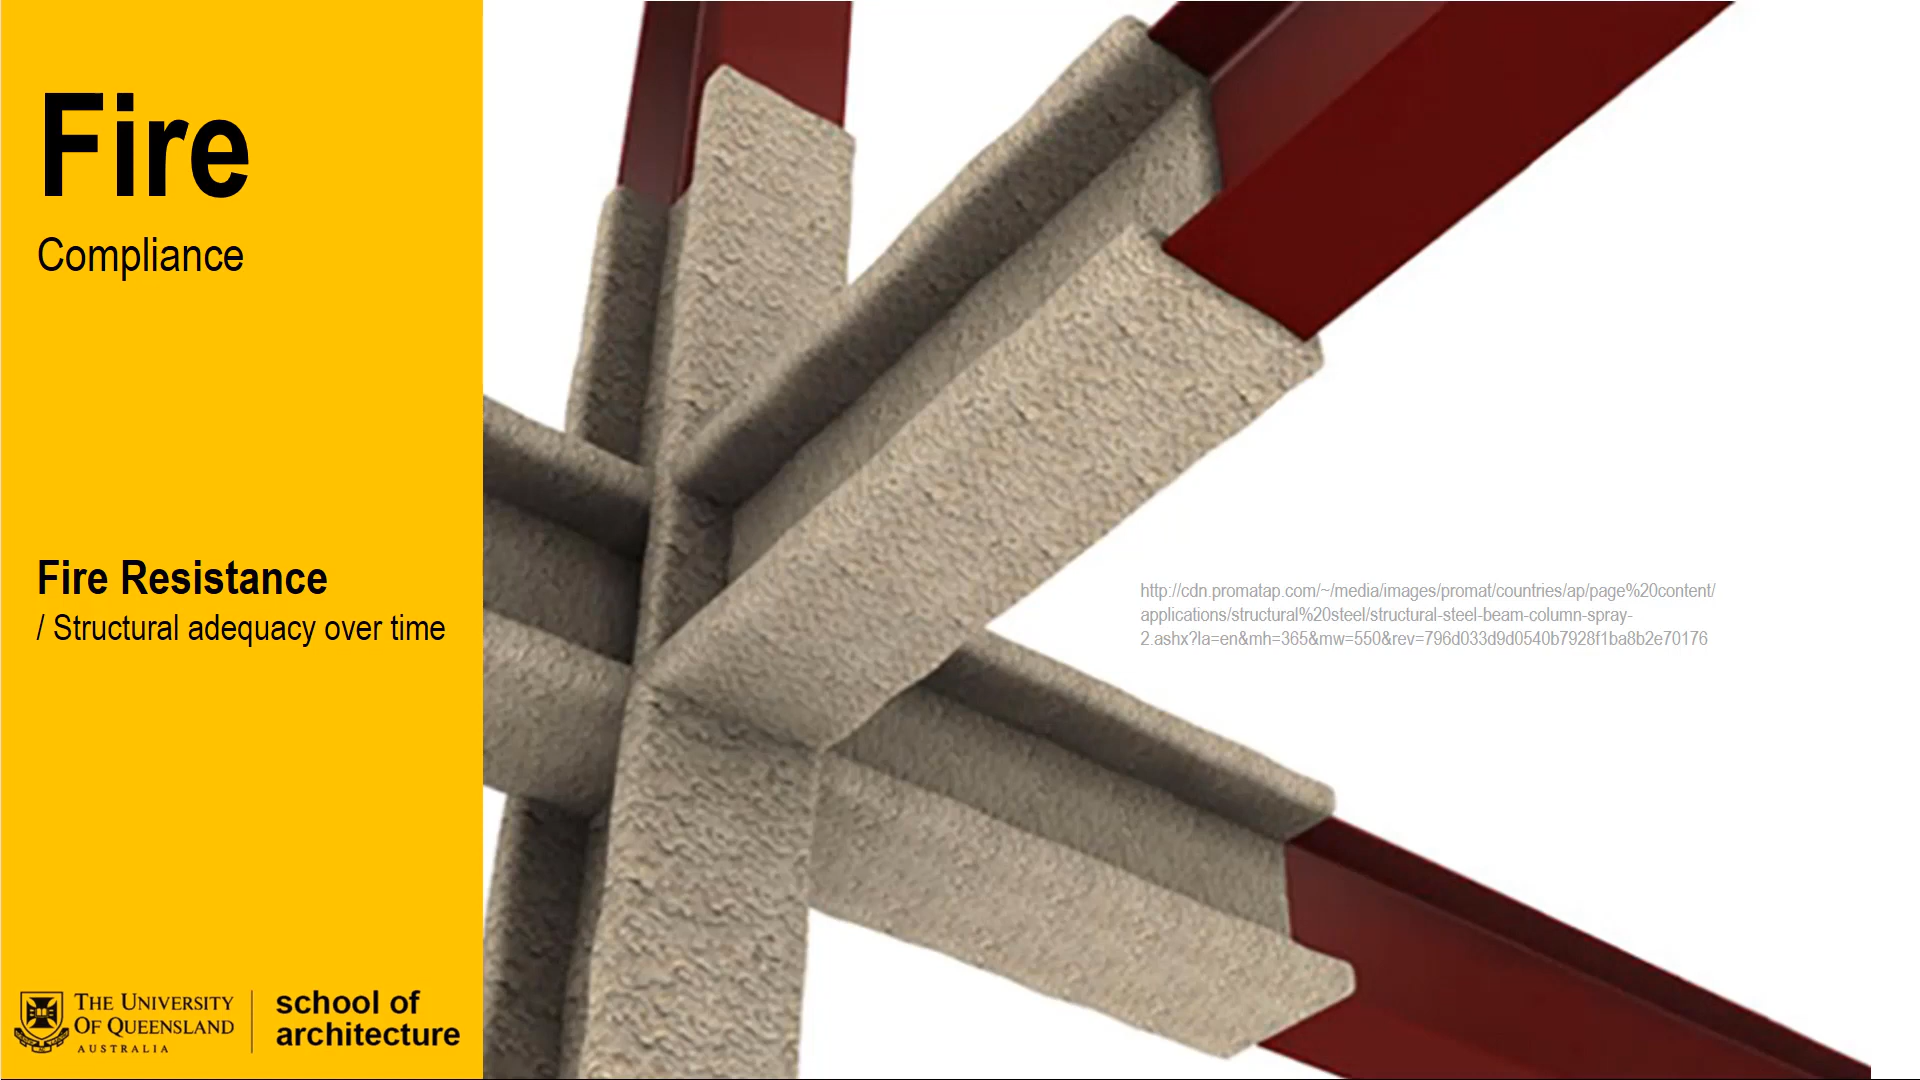 Fire
Compliance
Fire Resistance
/ Structural adequacy over time
http://cdn.promatap.com/~/media/images/promat/countries/ap/page%20content/
applications/structural%20steel/structural-steel-beam-column-spray-
2.ashx?la=en&mh=365&mw=550&rev=796d033d9d0540b7928f1ba8b2e70176
THE UNIVERSITY
OF QUEENSLAND
AUSTRALIA
school of
architecture